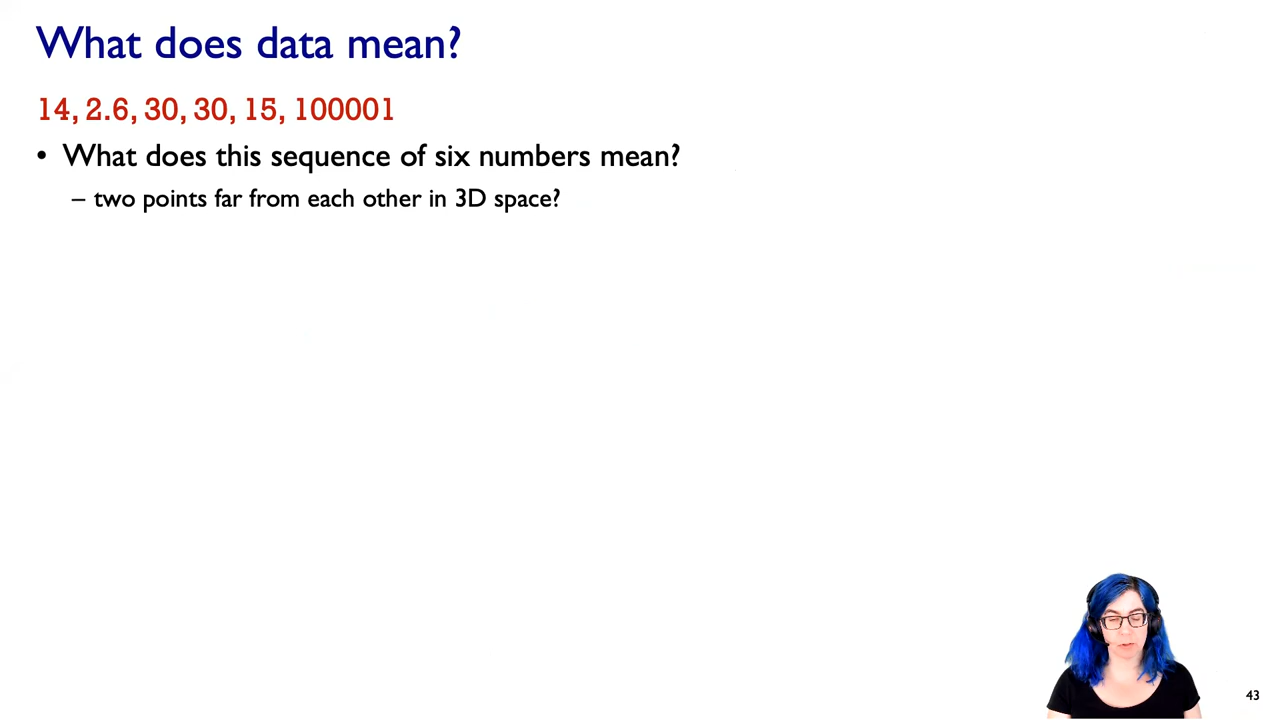 What does data mean?
14, 2.6, 30, 30, 15, 100001
• What does this sequence of six numbers mean?
– two points far from each other in 3D space?
43